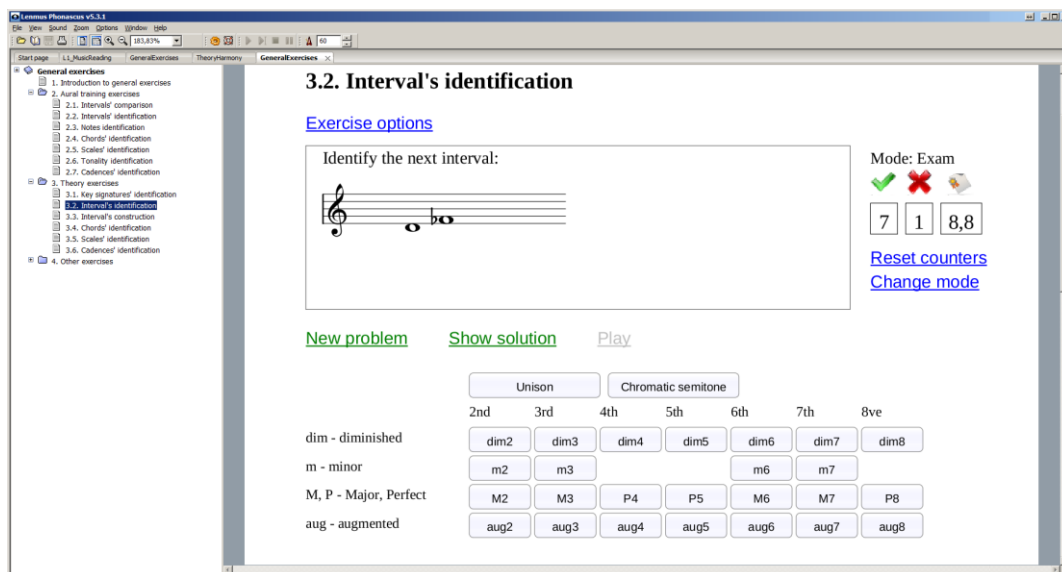 Lenmus Phonascus v5.3.1
File View Sound Zoom Options Window Help
183,83% 60
Start page L1_MusicReading GeneralExercises TheoryHarmony GeneralExercises
General exercises
1. Introduction to general exercises
2. Aural training exercises
2.1. Intervals' comparison
2.2. Intervals' identification
2.3. Notes identification
2.4. Chords' identification
2.5. Scales' identification
2.6. Tonality identification
2.7. Cadences' identification
3. Theory exercises
3.1. Key signatures' identification
3.2. Interval's identification
3.3. Interval's construction
3.4. Chords' identification
3.5. Scales' identification
3.6. Cadences' identification
4. Other exercises
3.2. Interval's identification
Exercise options
Identify the next interval:
Mode: Exam
7 1 8,8
Reset counters
Change mode
New problem Show solution Play
Unison Chromatic semitone
2nd 3rd 4th 5th 6th 7th 8ve
dim - diminished dim2 dim3 dim4 dim5 dim6 dim7 dim8
m - minor m2 m3 m6 m7
M, P - Major, Perfect M2 M3 P4 P5 M6 M7 P8
aug - augmented aug2 aug3 aug4 aug5 aug6 aug7 aug8